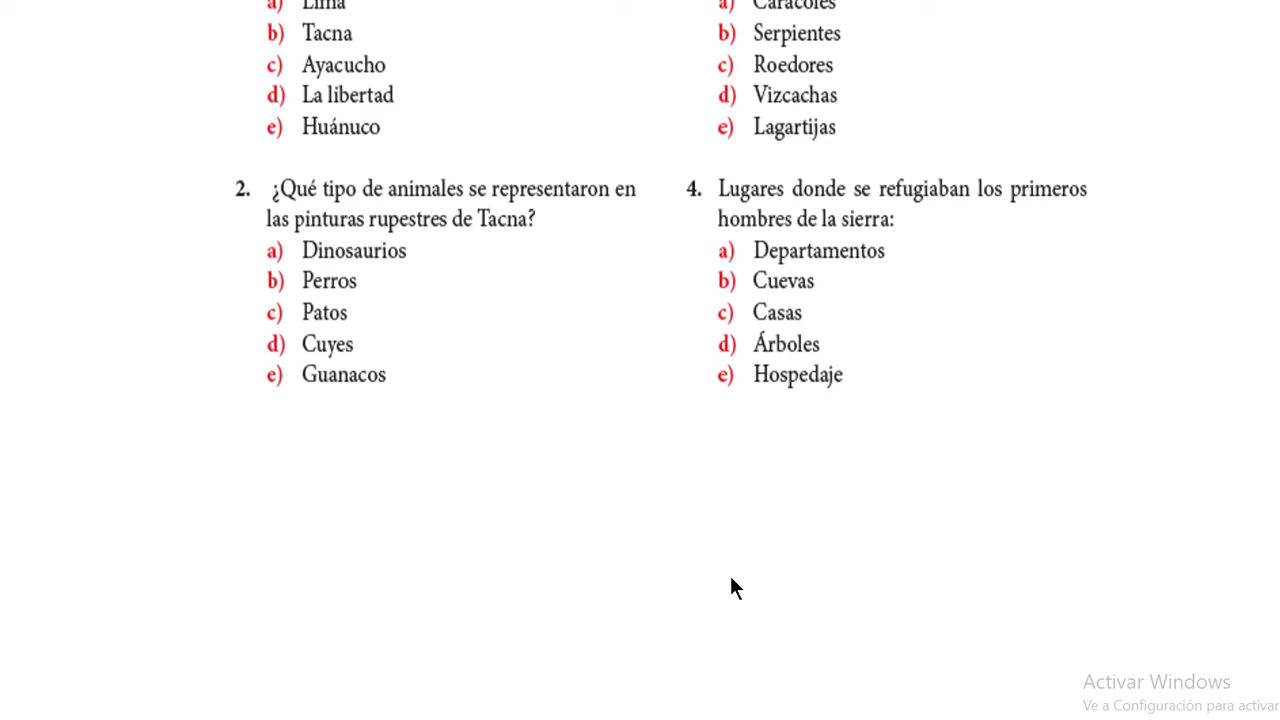 a) Lima
b) Tacna
c) Ayacucho
d) La libertad
e) Huánuco
2. ¿Qué tipo de animales se representaron en
las pinturas rupestres de Tacna?
a) Dinosaurios
b) Perros
c) Patos
d) Cuyes
e) Guanacos
a) Caracoles
b) Serpientes
c) Roedores
d) Vizcachas
e) Lagartijas
4. Lugares donde se refugiaban los primeros
hombres de la sierra:
a) Departamentos
b) Cuevas
c) Casas
d) Árboles
e) Hospedaje
Activar Windows
Ve a Configuración para activar